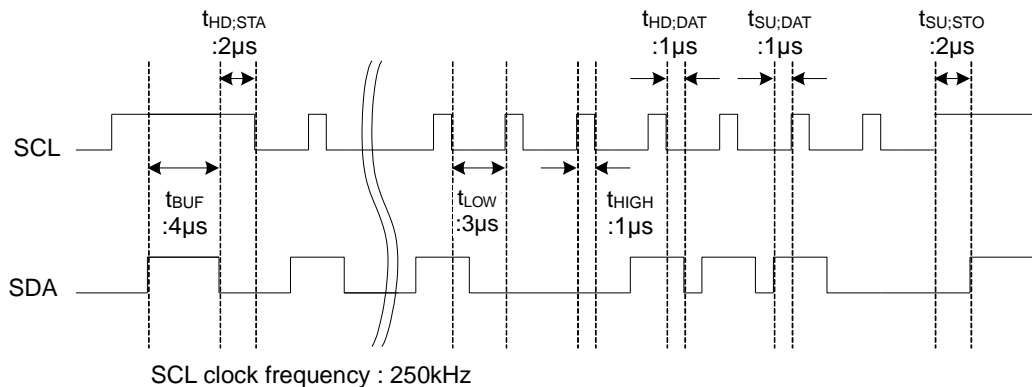 tHD;STA
:2μs
tHD;DAT
:1μs
tSU;DAT
:1μs
tSU;STO
:2μs
SCL
tBUF
:4μs
tLOW
:3μs
tHIGH
:1μs
SDA
SCL clock frequency : 250kHz